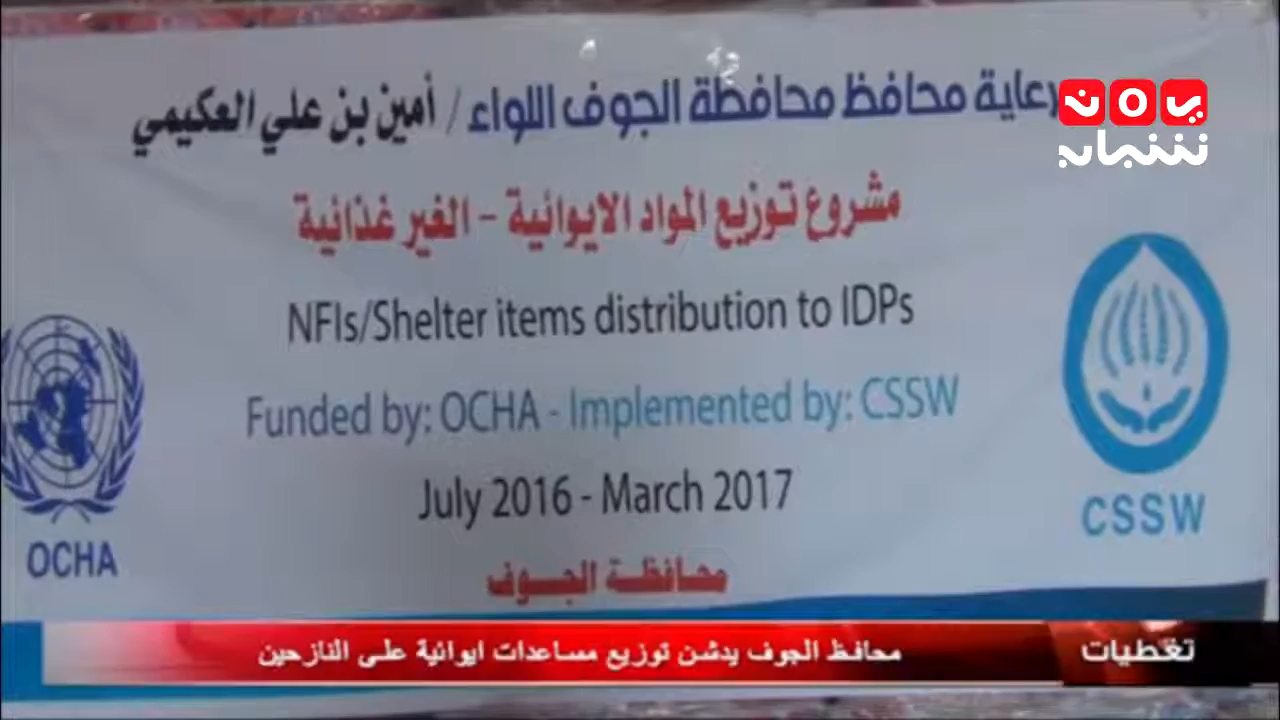 رعاية محافظ محافظة الجوف اللواء / أمين بن علي العكيمي
يمن
شباب
مشروع توزيع المواد الايوائية - الغير غذائية
NFIs/Shelter items distribution to IDPs
Funded by: OCHA - Implemented by: CSSW
July 2016 - March 2017
CSSW
OCHA
محافظة الجوف
تغطيات
محافظ الجوف يدشن توزيع مساعدات ايوائية على النازحين